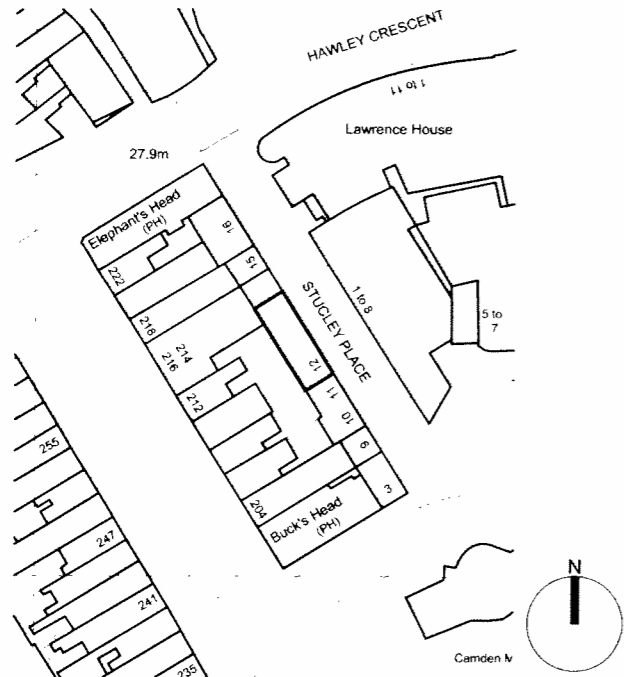 HAWLEY CRESCENT
1 to 11
Lawrence House
27.9m
Elephant's Head
(PH)
222
16
15
218
214
216
212
STUCLEY PLACE
1 to 8
5 to
7
12
11
10
9
3
204
Buck's Head
(PH)
255
247
241
235
N
Camden M